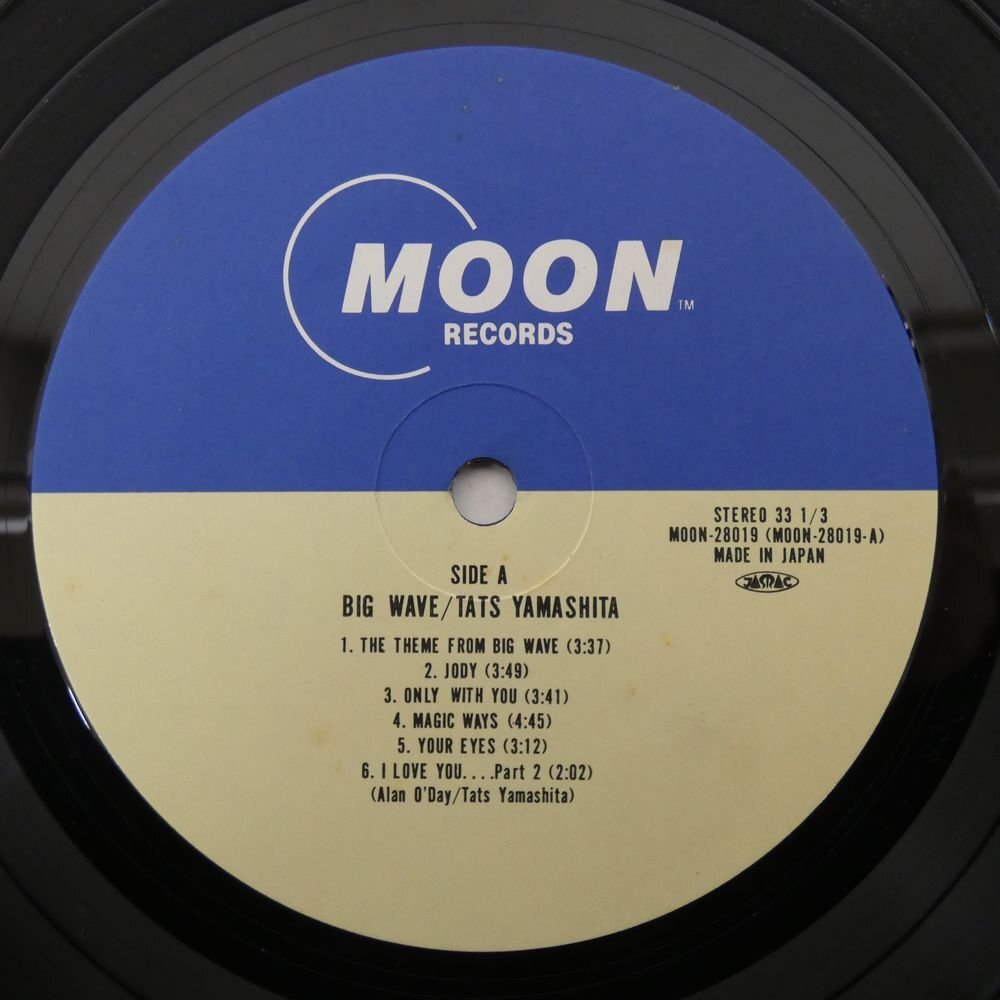 MOON TM
RECORDS
STEREO 33 1/3
MOON-28019 (MOON-28019-A)
MADE IN JAPAN
JASRAC
SIDE A
BIG WAVE/TATS YAMASHITA
1. THE THEME FROM BIG WAVE (3:37)
2. JODY (3:49)
3. ONLY WITH YOU (3:41)
4. MAGIC WAYS (4:45)
5. YOUR EYES (3:12)
6. I LOVE YOU....Part 2 (2:02)
(Alan O'Day/Tats Yamashita)